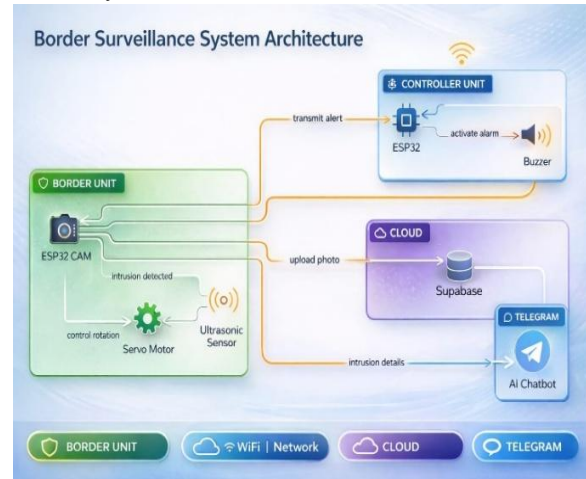 Border Surveillance System Architecture
CONTROLLER UNIT
transmit alert
ESP32
activate alarm
Buzzer
BORDER UNIT
ESP32 CAM
CLOUD
upload photo
Supabase
intrusion detected
control rotation
Servo Motor
Ultrasonic
Sensor
TELEGRAM
intrusion details
Ai Chatbot
BORDER UNIT
WiFi | Network
CLOUD
TELEGRAM